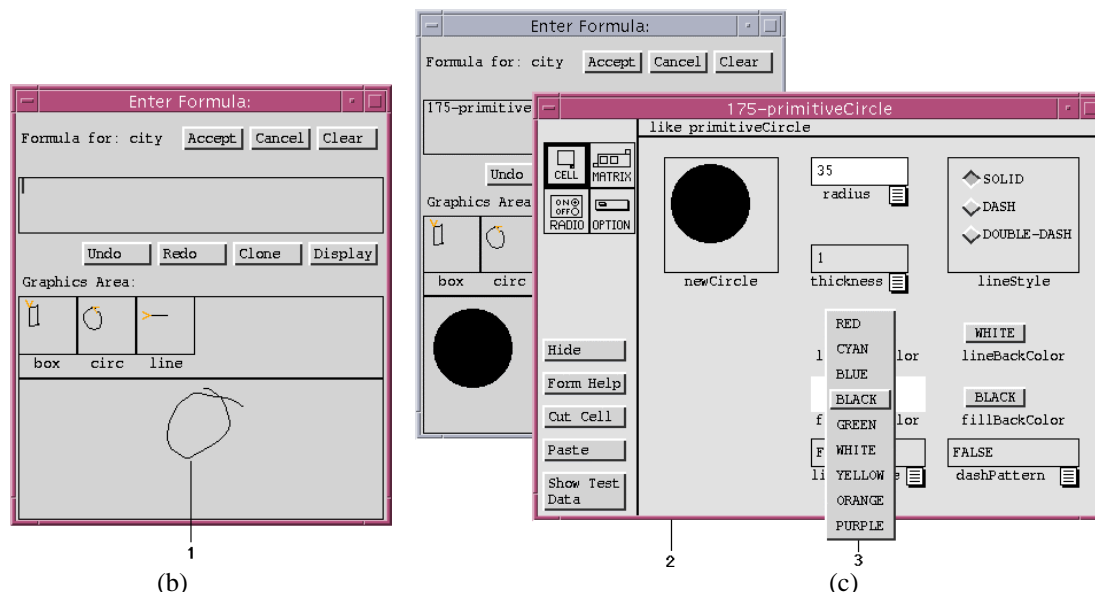 Enter Formula:
Formula for: city Accept Cancel Clear
Undo Redo Clone Display
Graphics Area:
box circ line
1
(b)
Enter Formula:
Formula for: city Accept Cancel Clear
175-primitive
Undo
Graphics Area
box circ
175-primitiveCircle
like primitiveCircle
CELL MATRIX
ON
OFF
RADIO OPTION
Hide
Form Help
Cut Cell
Paste
Show Test
Data
newCircle
35
radius
1
thickness
SOLID
DASH
DOUBLE-DASH
lineStyle
RED
CYAN
BLUE
BLACK
GREEN
WHITE
YELLOW
ORANGE
PURPLE
WHITE
lineBackColor
BLACK
fillBackColor
FALSE
dashPattern
2
3
(c)